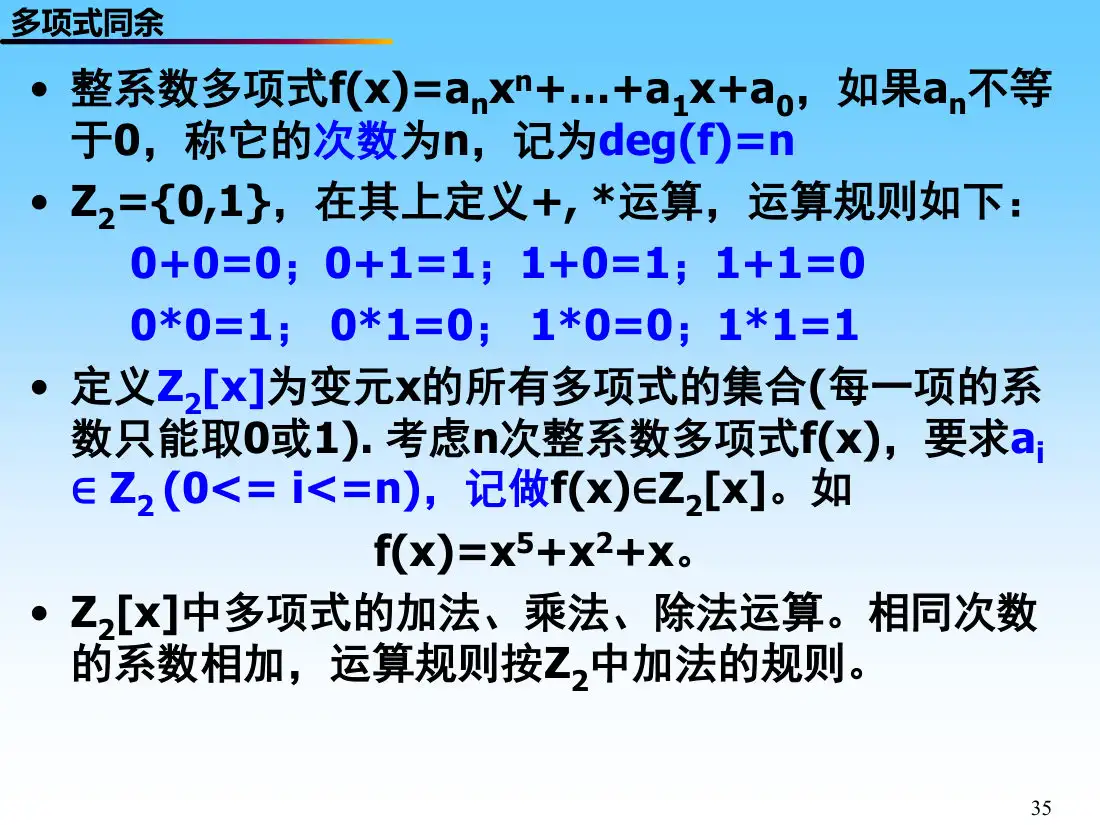 多项式同余
• 整系数多项式f(x)=aₙxⁿ+…+a₁x+a₀，如果aₙ不等
于0，称它的次数为n，记为deg(f)=n
• Z₂={0,1}，在其上定义+, *运算，运算规则如下：
0+0=0；0+1=1；1+0=1；1+1=0
0*0=1； 0*1=0； 1*0=0；1*1=1
• 定义Z₂[x]为变元x的所有多项式的集合(每一项的系
数只能取0或1). 考虑n次整系数多项式f(x)，要求aᵢ
∈ Z₂ (0<= i<=n)，记做f(x)∈Z₂[x]。如
f(x)=x⁵+x²+x。
• Z₂[x]中多项式的加法、乘法、除法运算。相同次数
的系数相加，运算规则按Z₂中加法的规则。
35